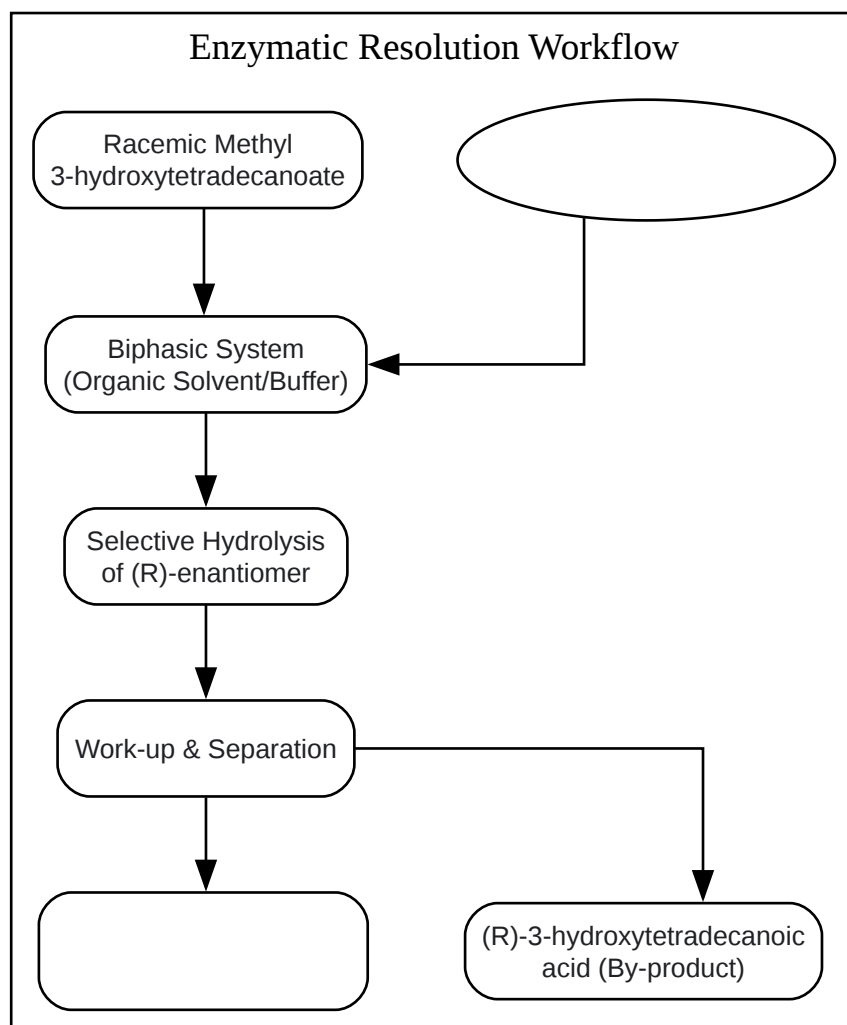 Enzymatic Resolution Workflow
Racemic Methyl
3-hydroxytetradecanoate
Biphasic System
(Organic Solvent/Buffer)
Selective Hydrolysis
of (R)-enantiomer
Work-up & Separation
(R)-3-hydroxytetradecanoic
acid (By-product)